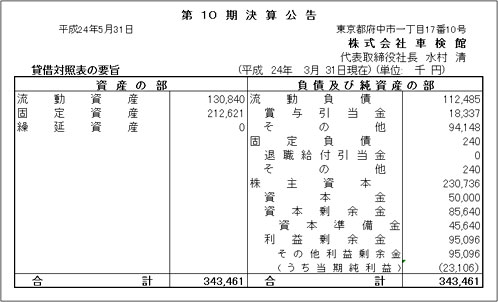 第 10 期 決 算 公 告
平成24年5月31日 東京都府中市一丁目17番10号
株 式 会 社 車 検 館
代表取締役社長 水村 清
貸借対照表の要旨 (平成 24年 3月 31日現在) (単位: 千 円)
資 産 の 部 負 債 及 び 純 資 産 の 部
流 動 資 産 130,840 流 動 負 債 112,485
固 定 資 産 212,621 賞 与 引 当 金 18,337
繰 延 資 産 0 そ の 他 94,148
固 定 負 債 240
退 職 給 付 引 当 金 0
そ の 他 240
株 主 資 本 230,736
資 本 金 50,000
資 本 剰 余 金 85,640
資 本 準 備 金 45,640
利 益 剰 余 金 95,096
その他利益剰余金 95,096
(うち当期純利益) (23,106)
合 計 343,461 合 計 343,461